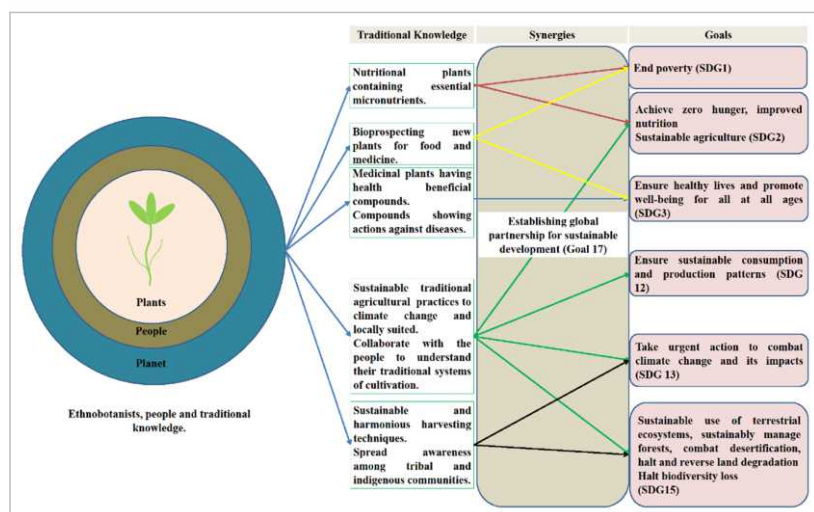 Traditional Knowledge
Synergies
Goals
Nutritional plants
containing essential
micronutrients.
Bioprospecting new
plants for food and
medicine.
Medicinal plants having
health beneficial
compounds.
Compounds showing
actions against diseases.
Sustainable traditional
agricultural practices to
climate change and
locally suited.
Collaborate with the
people to understand
their traditional systems
of cultivation.
Sustainable and
harmonious harvesting
techniques.
Spread awareness
among tribal and
indigenous communities.
Establishing global
partnership for sustainable
development (Goal 17)
End poverty (SDG1)
Achieve zero hunger, improved
nutrition
Sustainable agriculture (SDG2)
Ensure healthy lives and promote
well-being for all at all ages
(SDG3)
Ensure sustainable consumption
and production patterns (SDG
12)
Take urgent action to combat
climate change and its impacts
(SDG 13)
Sustainable use of terrestrial
ecosystems, sustainably manage
forests, combat desertification,
halt and reverse land degradation
Halt biodiversity loss
(SDG15)
Plants
People
Planet
Ethnobotanists, people and traditional
knowledge.